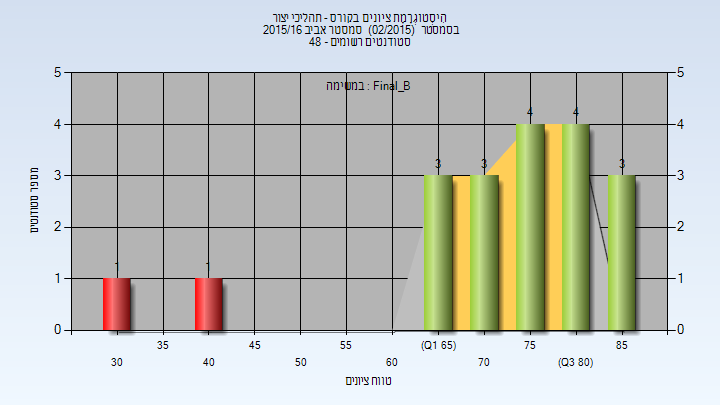 היסטוגרמת ציונים בקורס - תהליכי יצור
בסמסטר (02/2015) סמסטר אביב 2015/16
סטודנטים רשומים - 48
במשימה : Final_B
מספר סטודנטים
5 5
4 4
3 3
2 2
1 1
0 0
1 1 3 3 4 4 3
35 45 55 (Q1 65) 75 85
30 40 50 60 70 (Q3 80)
טווח ציונים